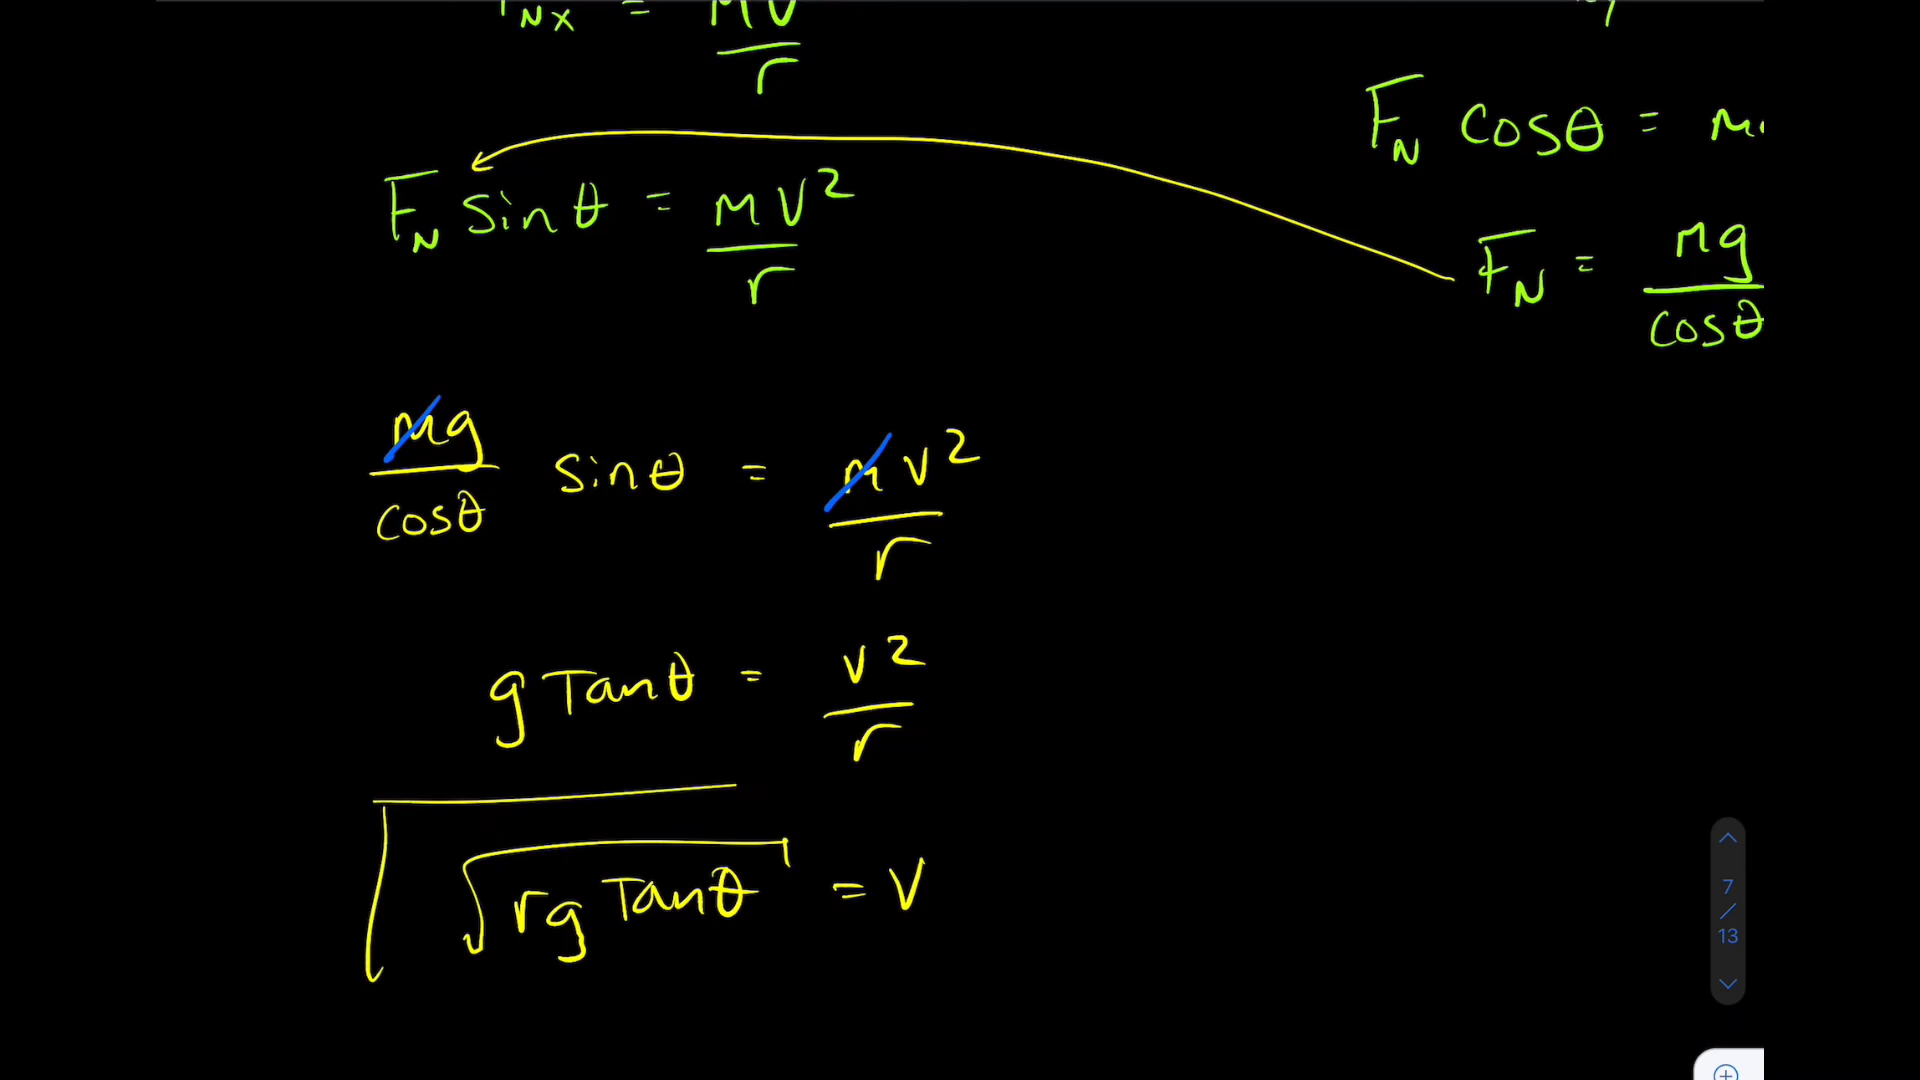 F_Nx = mv
r
F_N cosθ = m
F_N sinθ = mv²
r
F_N = mg
cosθ
mg
cosθ
sinθ = mv²
r
g Tanθ = v²
r
√rg Tanθ = v
7
/
13